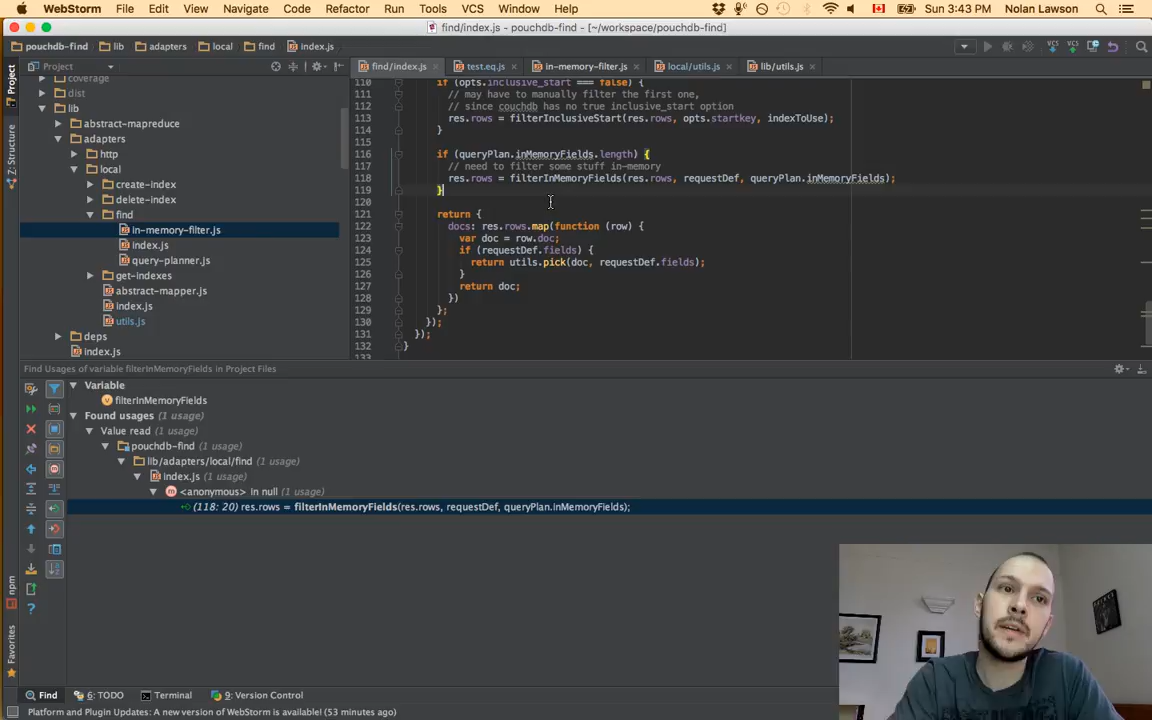 WebStorm File Edit View Navigate Code Refactor Run Tools VCS Window Help Sun 3:43 PM Nolan Lawson
find/index.js - pouchdb-find - [~/workspace/pouchdb-find]
pouchdb-find lib adapters local find index.js
Project
find/index.js test.eq.js in-memory-filter.js local/utils.js lib/utils.js
1: Project
7: Structure
npm
Favorites
coverage
dist
lib
abstract-mapreduce
adapters
http
local
create-index
delete-index
find
in-memory-filter.js
index.js
query-planner.js
get-indexes
abstract-mapper.js
index.js
utils.js
deps
index.js
110 if (opts.inclusive_start === false) {
111 // may have to manually filter the first one,
112 // since couchdb has no true inclusive_start option
113 res.rows = filterInclusiveStart(res.rows, opts.startkey, indexToUse);
114 }
115
116 if (queryPlan.inMemoryFields.length) {
117 // need to filter some stuff in-memory
118 res.rows = filterInMemoryFields(res.rows, requestDef, queryPlan.inMemoryFields);
119 }
120
121 return {
122 docs: res.rows.map(function (row) {
123 var doc = row.doc;
124 if (requestDef.fields) {
125 return utils.pick(doc, requestDef.fields);
126 }
127 return doc;
128 })
129 };
130 });
131 });
132 }
133
Find Usages of variable filterInMemoryFields in Project Files
Variable
filterInMemoryFields
Found usages (1 usage)
Value read (1 usage)
pouchdb-find (1 usage)
lib/adapters/local/find (1 usage)
index.js (1 usage)
<anonymous> in null (1 usage)
(118: 20) res.rows = filterInMemoryFields(res.rows, requestDef, queryPlan.inMemoryFields);
Find 6: TODO Terminal 9: Version Control
Platform and Plugin Updates: A new version of WebStorm is available! (53 minutes ago)